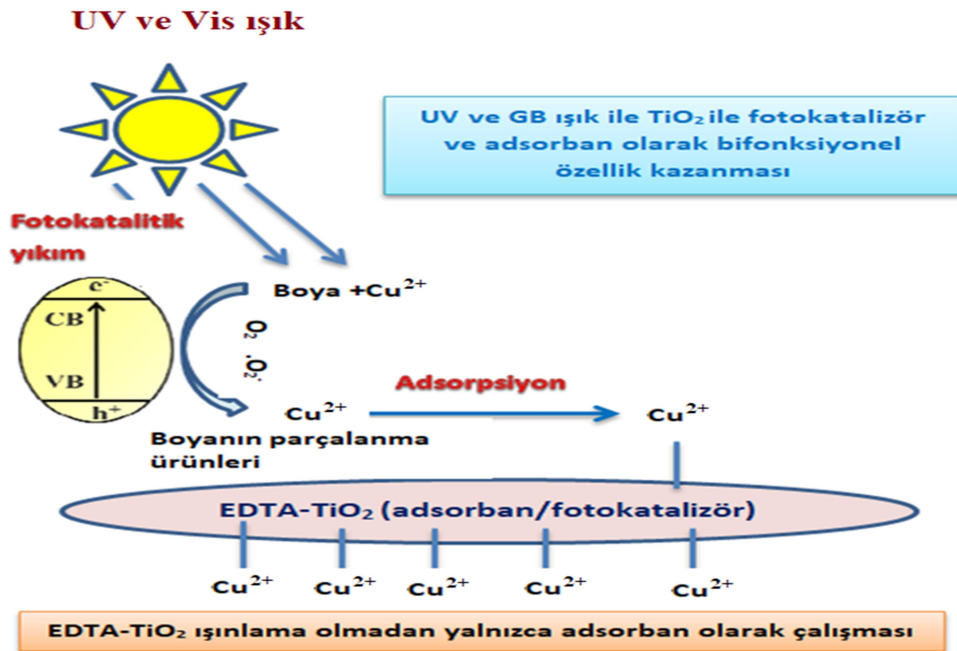 UV ve Vis ışık
UV ve GB ışık ile TiO₂ ile fotokatalizör
ve adsorban olarak bifonksiyonel
özellik kazanması
Fotokatalitik
yıkım
e⁻
CB
VB
h⁺
Boya +Cu²⁺
O₂
.O₂⁻
Cu²⁺
Adsorpsiyon
Cu²⁺
Boyanın parçalanma
ürünleri
EDTA-TiO₂ (adsorban/fotokatalizör)
Cu²⁺ Cu²⁺ Cu²⁺ Cu²⁺ Cu²⁺
EDTA-TiO₂ ışınlama olmadan yalnızca adsorban olarak çalışması